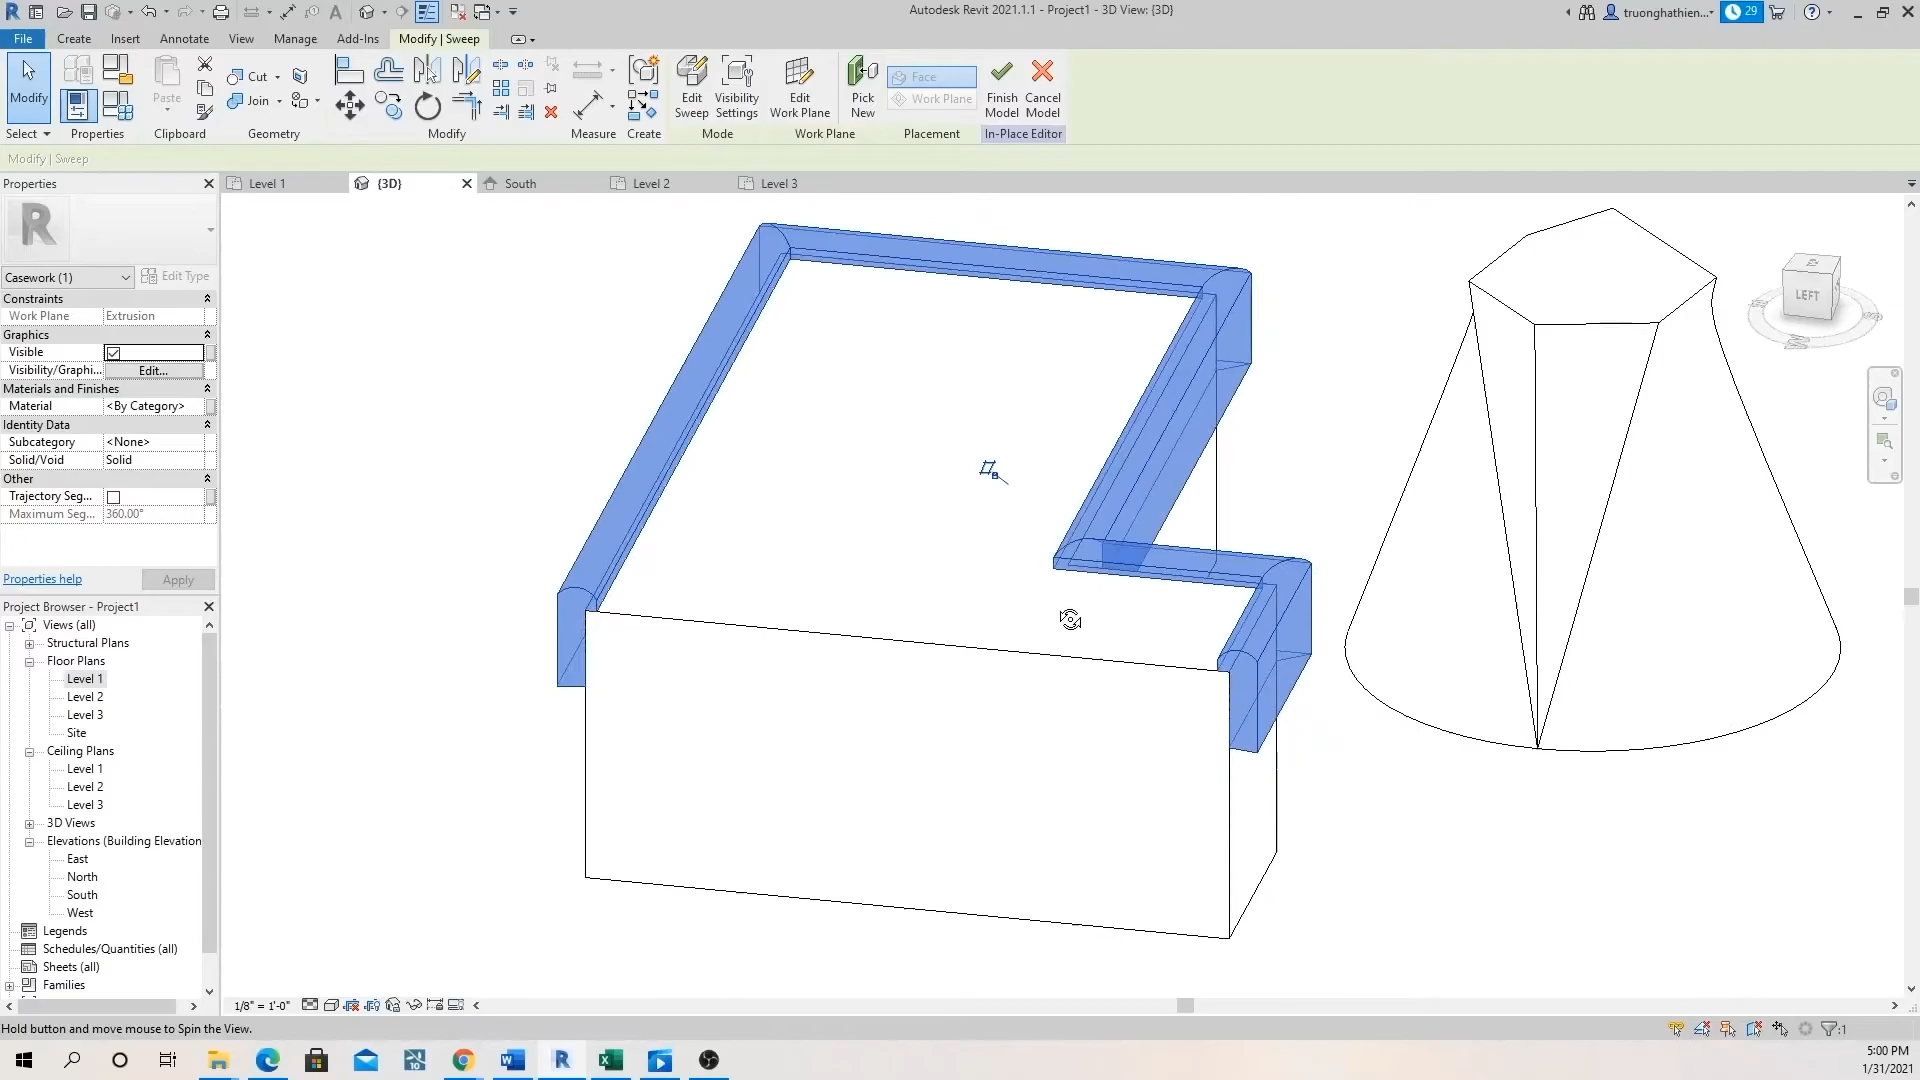 Autodesk Revit 2021.1.1 - Project1 - 3D View: {3D}
truonghathien...
29
File
Create
Insert
Annotate
View
Manage
Add-Ins
Modify | Sweep
Modify
Paste
Cut
Join
Edit Sweep
Visibility Settings
Edit Work Plane
Pick New
Face
Work Plane
Finish Model
Cancel Model
Select
Properties
Clipboard
Geometry
Modify
Measure
Create
Mode
Work Plane
Placement
In-Place Editor
Modify | Sweep
Properties
Level 1
{3D}
South
Level 2
Level 3
Casework (1)
Edit Type
Constraints
Work Plane
Extrusion
Graphics
Visible
Visibility/Graphi...
Edit...
Materials and Finishes
Material
<By Category>
Identity Data
Subcategory
<None>
Solid/Void
Solid
Other
Trajectory Seg...
Maximum Seg...
360.00°
Properties help
Apply
Project Browser - Project1
Views (all)
Structural Plans
Floor Plans
Level 1
Level 2
Level 3
Site
Ceiling Plans
Level 1
Level 2
Level 3
3D Views
Elevations (Building Elevation
East
North
South
West
Legends
Schedules/Quantities (all)
Sheets (all)
Families
LEFT
1/8" = 1'-0"
Hold button and move mouse to Spin the View.
:1
5:00 PM
1/31/2021